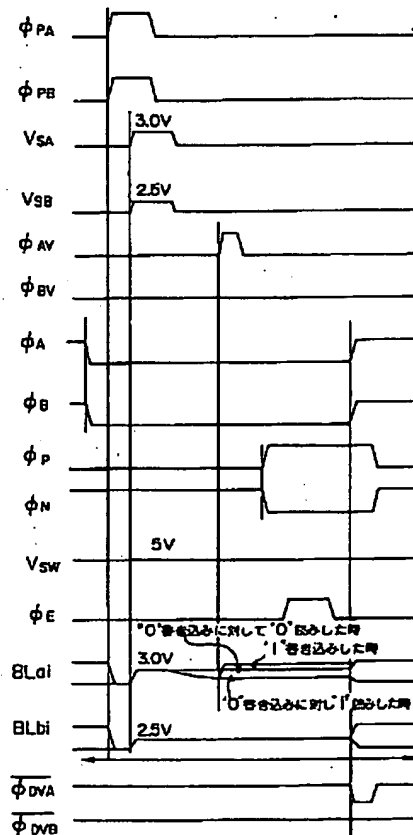 φPA
φPB
VSA 3.0V
VSB 2.5V
φAV
φBV
φA
φB
φP
φN
VSW 5V
φE
"0"書き込みに対して"0"読みした時
"1"書き込みした時
BLai 3.0V
"0"書き込みに対し"1"読みした時
BLbi 2.5V
φDVA
φDVB